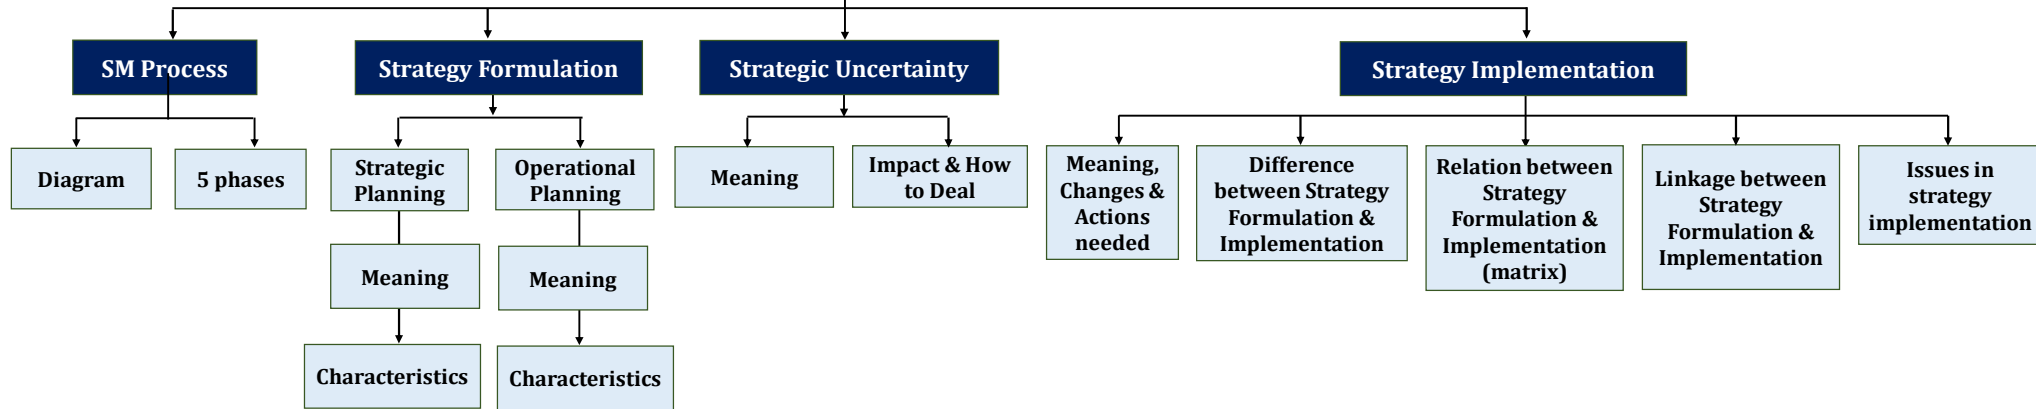 SM Process
Strategy Formulation
Strategic Uncertainty
Strategy Implementation
Diagram
5 phases
Strategic
Planning
Operational
Planning
Meaning
Impact & How
to Deal
Meaning,
Changes &
Actions
needed
Difference
between Strategy
Formulation &
Implementation
Relation between
Strategy
Formulation &
Implementation
(matrix)
Linkage between
Strategy
Formulation &
Implementation
Issues in
strategy
implementation
Meaning
Meaning
Characteristics
Characteristics